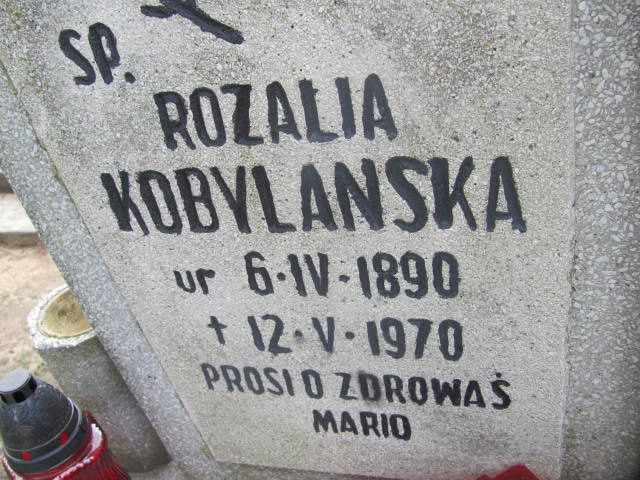 SP.
ROZALIA
KOBYLANSKA
ur 6·IV·1890
† 12·V·1970
PROSI O ZDROWAŚ
MARIO